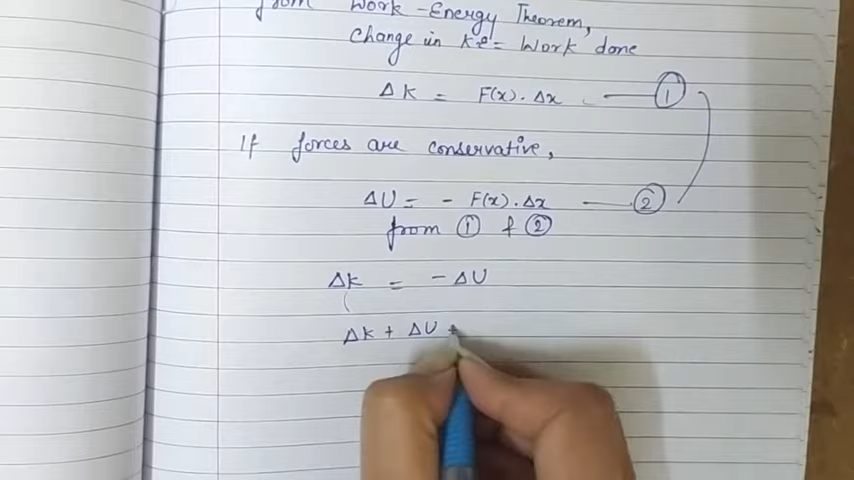 from Work-Energy Theorem,
Change in K.E = Work done
ΔK = F(x). Δx — ①
If forces are conservative,
ΔU = - F(x). Δx — ②
from ① & ②
ΔK = - ΔU
ΔK + ΔU